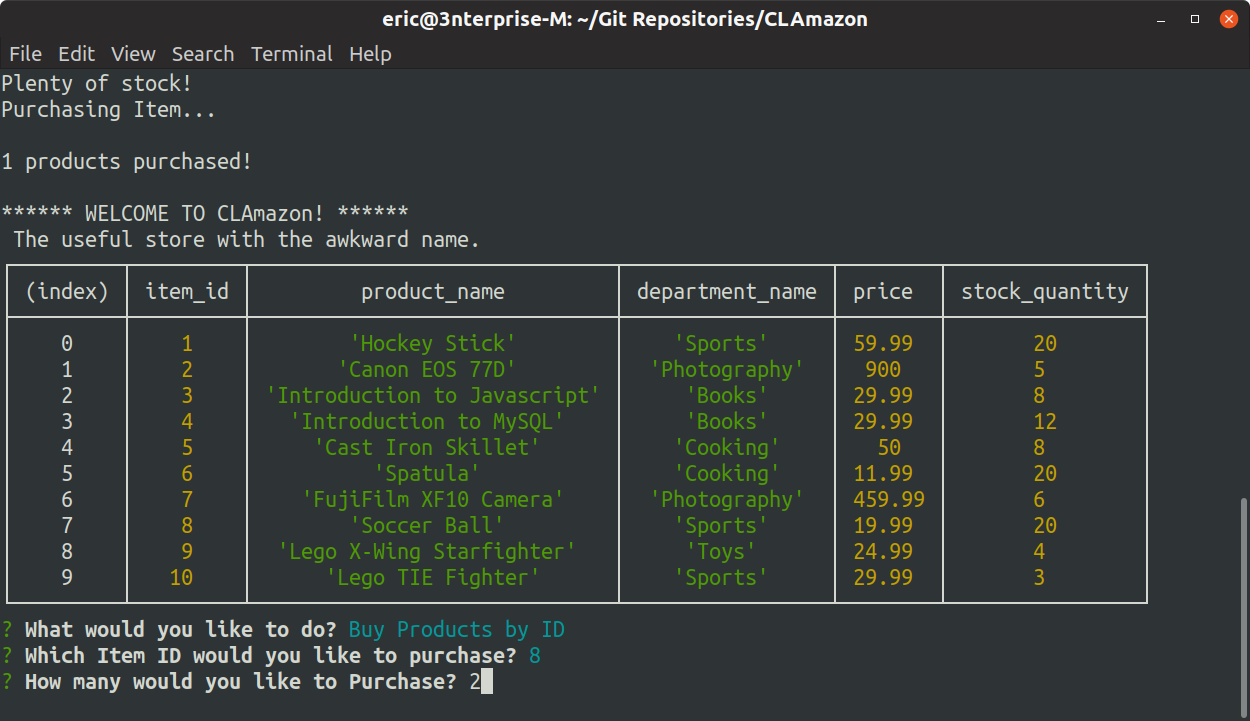 eric@3nterprise-M: ~/Git Repositories/CLAmazon
File Edit View Search Terminal Help
Plenty of stock!
Purchasing Item...
1 products purchased!
****** WELCOME TO CLAmazon! ******
The useful store with the awkward name.
(index) item_id product_name department_name price stock_quantity
0 1 'Hockey Stick' 'Sports' 59.99 20
1 2 'Canon EOS 77D' 'Photography' 900 5
2 3 'Introduction to Javascript' 'Books' 29.99 8
3 4 'Introduction to MySQL' 'Books' 29.99 12
4 5 'Cast Iron Skillet' 'Cooking' 50 8
5 6 'Spatula' 'Cooking' 11.99 20
6 7 'FujiFilm XF10 Camera' 'Photography' 459.99 6
7 8 'Soccer Ball' 'Sports' 19.99 20
8 9 'Lego X-Wing Starfighter' 'Toys' 24.99 4
9 10 'Lego TIE Fighter' 'Sports' 29.99 3
? What would you like to do? Buy Products by ID
? Which Item ID would you like to purchase? 8
? How many would you like to Purchase? 2